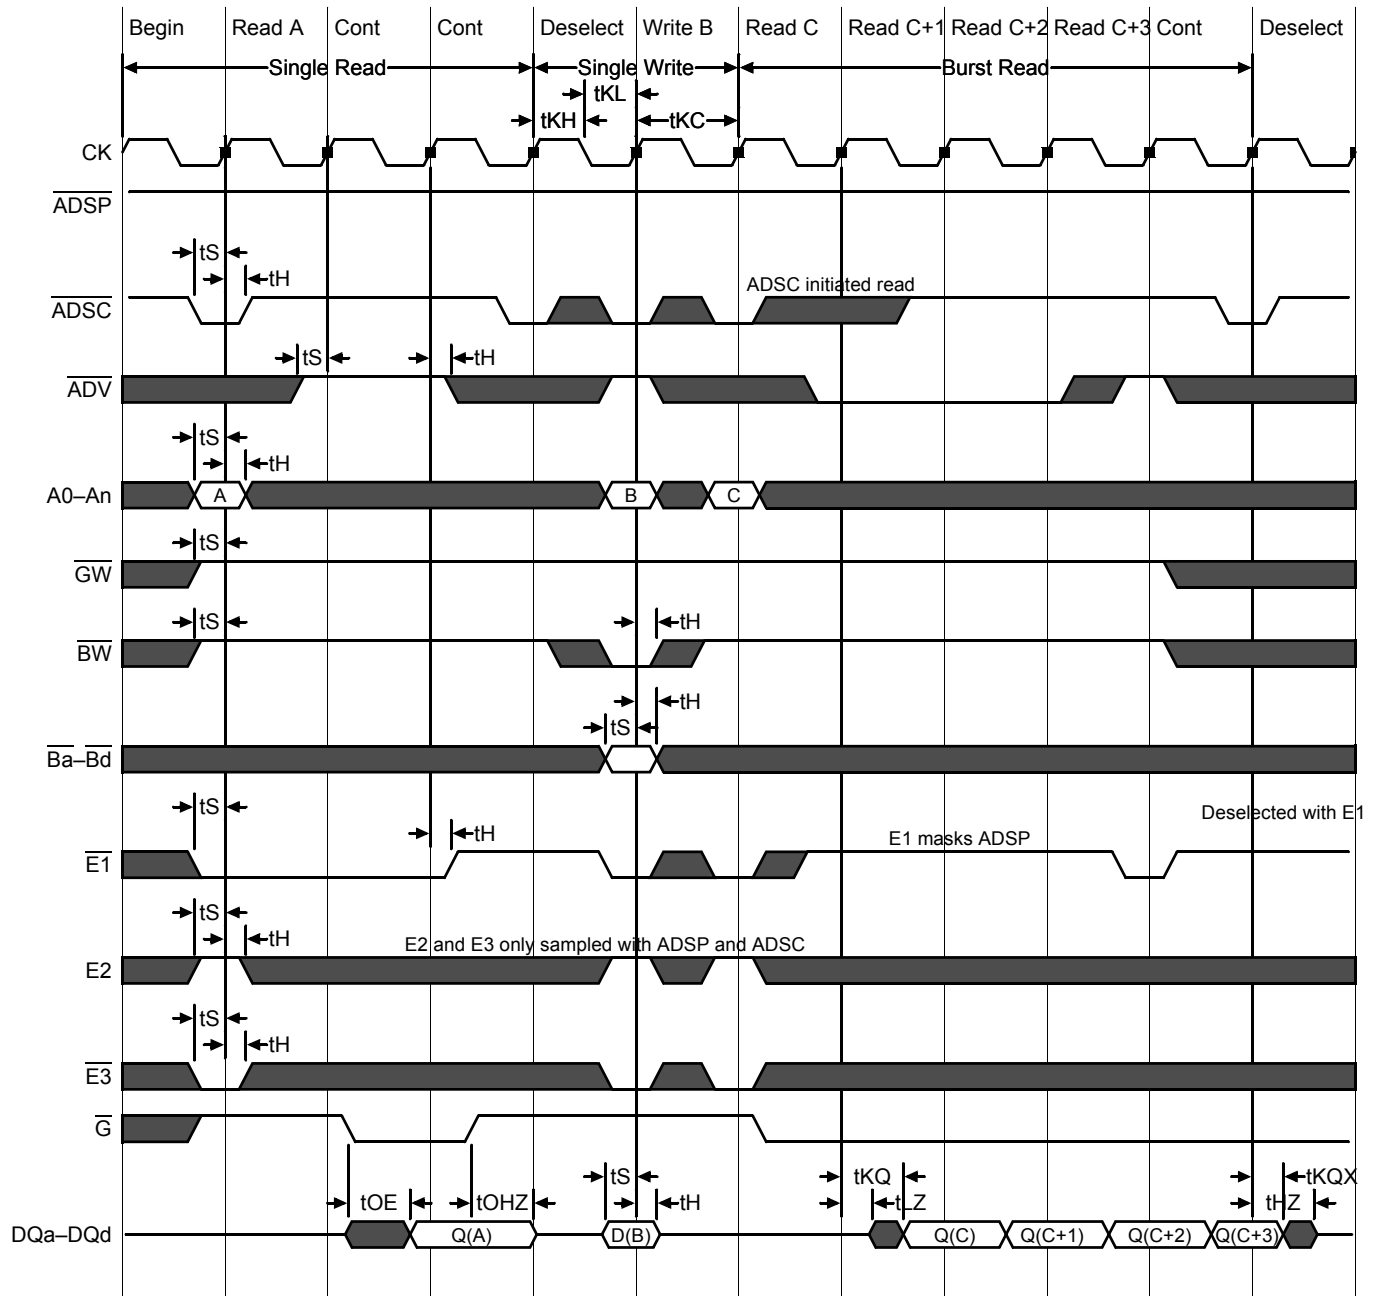 Begin Read A Cont Cont Deselect Write B Read C Read C+1 Read C+2 Read C+3 Cont Deselect
Single Read Single Write Burst Read
tKL
tKH tKC
CK
ADSP
tS
tH
ADSC initiated read
ADSC
tS tH
ADV
tS
tH
A0–An A B C
tS
GW
tS tH
BW
tH
tS
Ba–Bd
tS Deselected with E1
tH E1 masks ADSP
E1
tS
tH E2 and E3 only sampled with ADSP and ADSC
E2
tS
tH
E3
G
tS tKQ tKQX
tOE tOHZ tH tLZ tHZ
DQa–DQd Q(A) D(B) Q(C) Q(C+1) Q(C+2) Q(C+3)